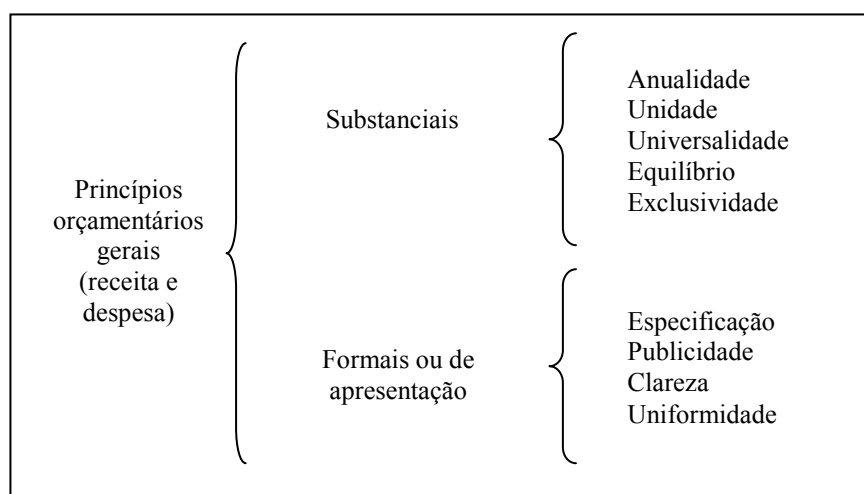 Princípios
orçamentários
gerais
(receita e
despesa)
Substanciais
Anualidade
Unidade
Universalidade
Equilíbrio
Exclusividade
Formais ou de
apresentação
Especificação
Publicidade
Clareza
Uniformidade